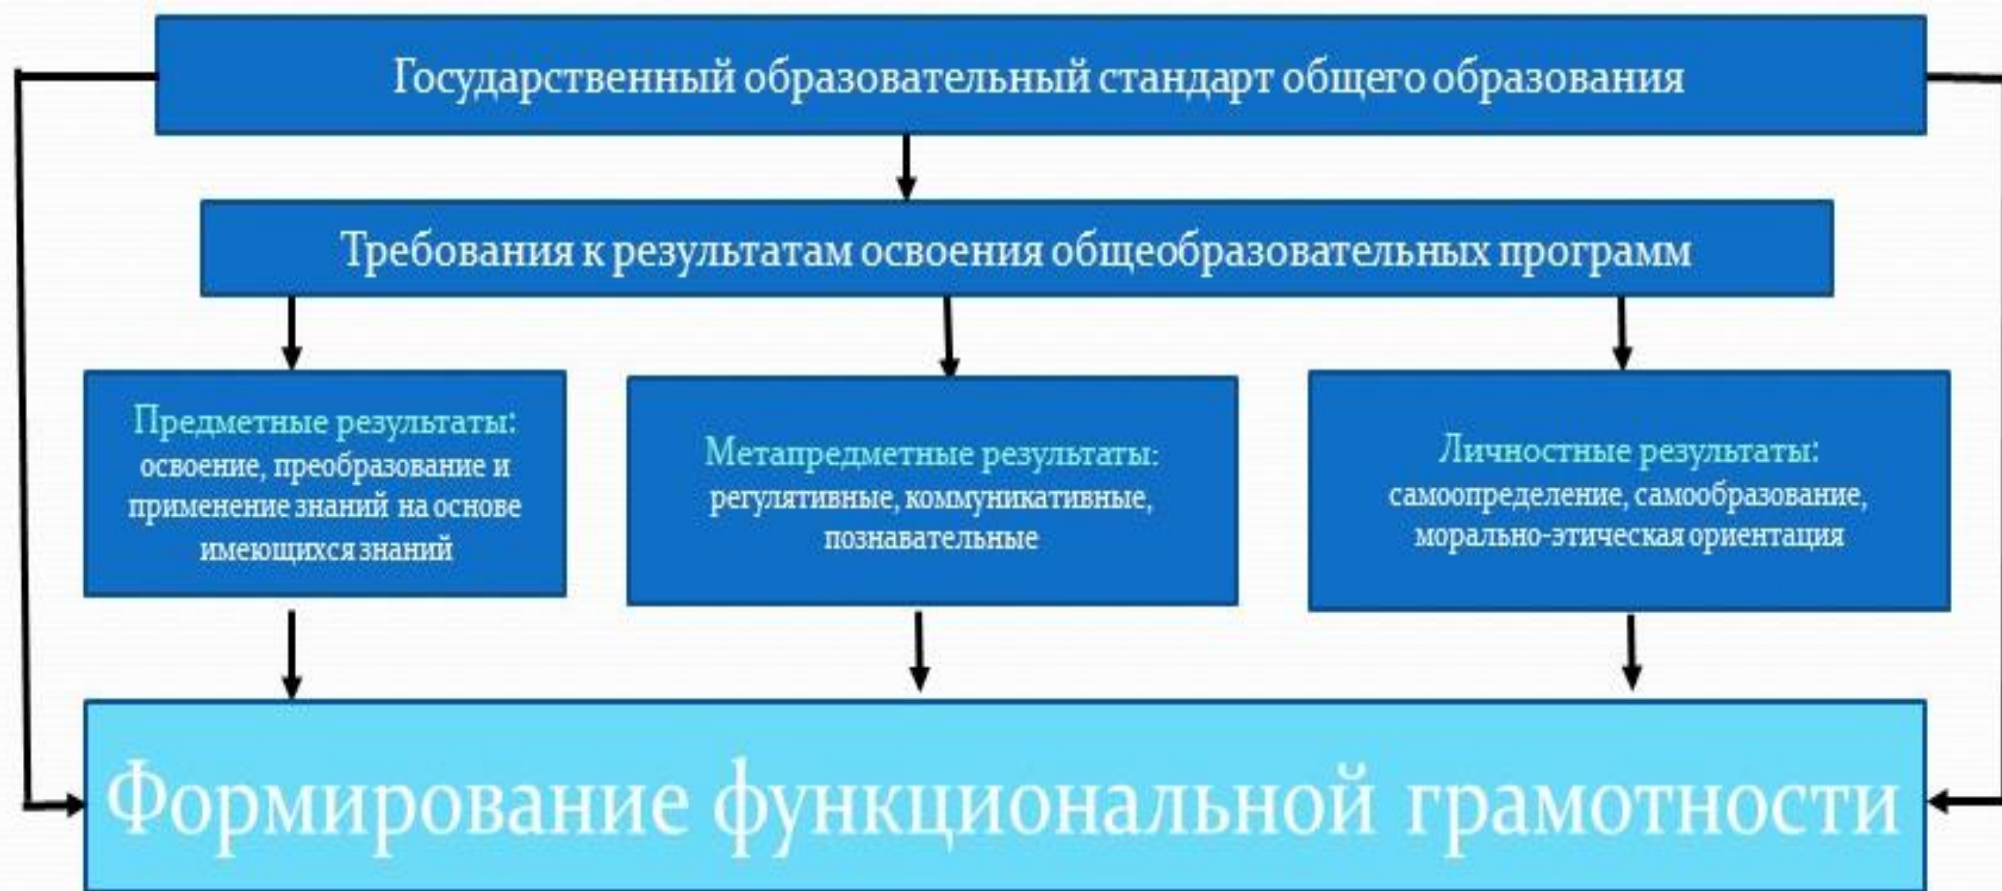 Государственный образовательный стандарт общего образования
Требования к результатам освоения общеобразовательных программ
Предметные результаты:
освоение, преобразование и
применение знаний на основе
имеющихся знаний
Метапредметные результаты:
регулятивные, коммуникативные,
познавательные
Личностные результаты:
самоопределение, самообразование,
морально-этическая ориентация
Формирование функциональной грамотности